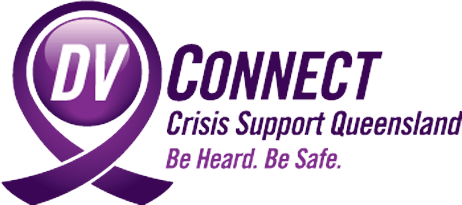 DV
CONNECT
Crisis Support Queensland
Be Heard. Be Safe.